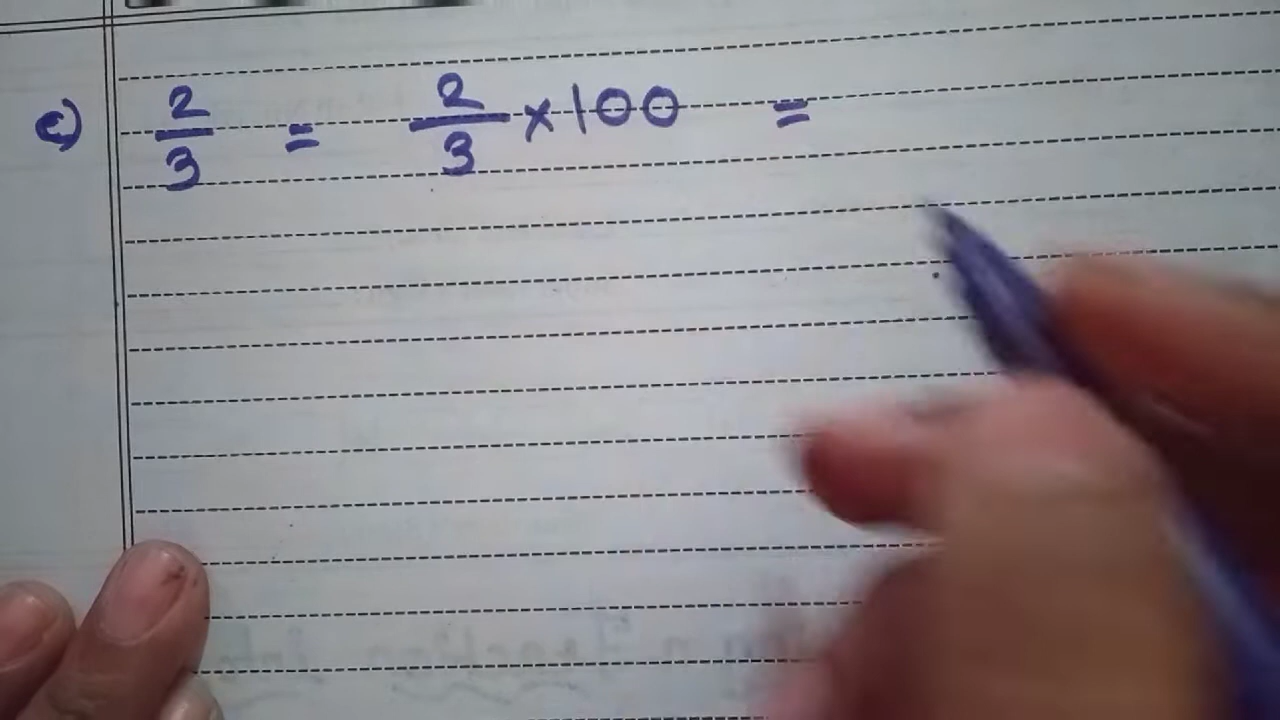 c) 2/3 = 2/3 × 100 =